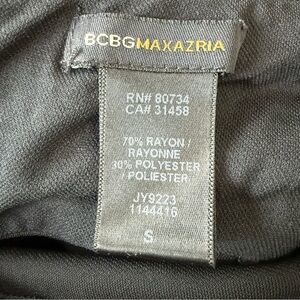 BCBGMAXAZRIA
RN# 80734
CA# 31458
70% RAYON /
RAYONNE
30% POLYESTER /
POLIESTER
JY9223
1144416
S